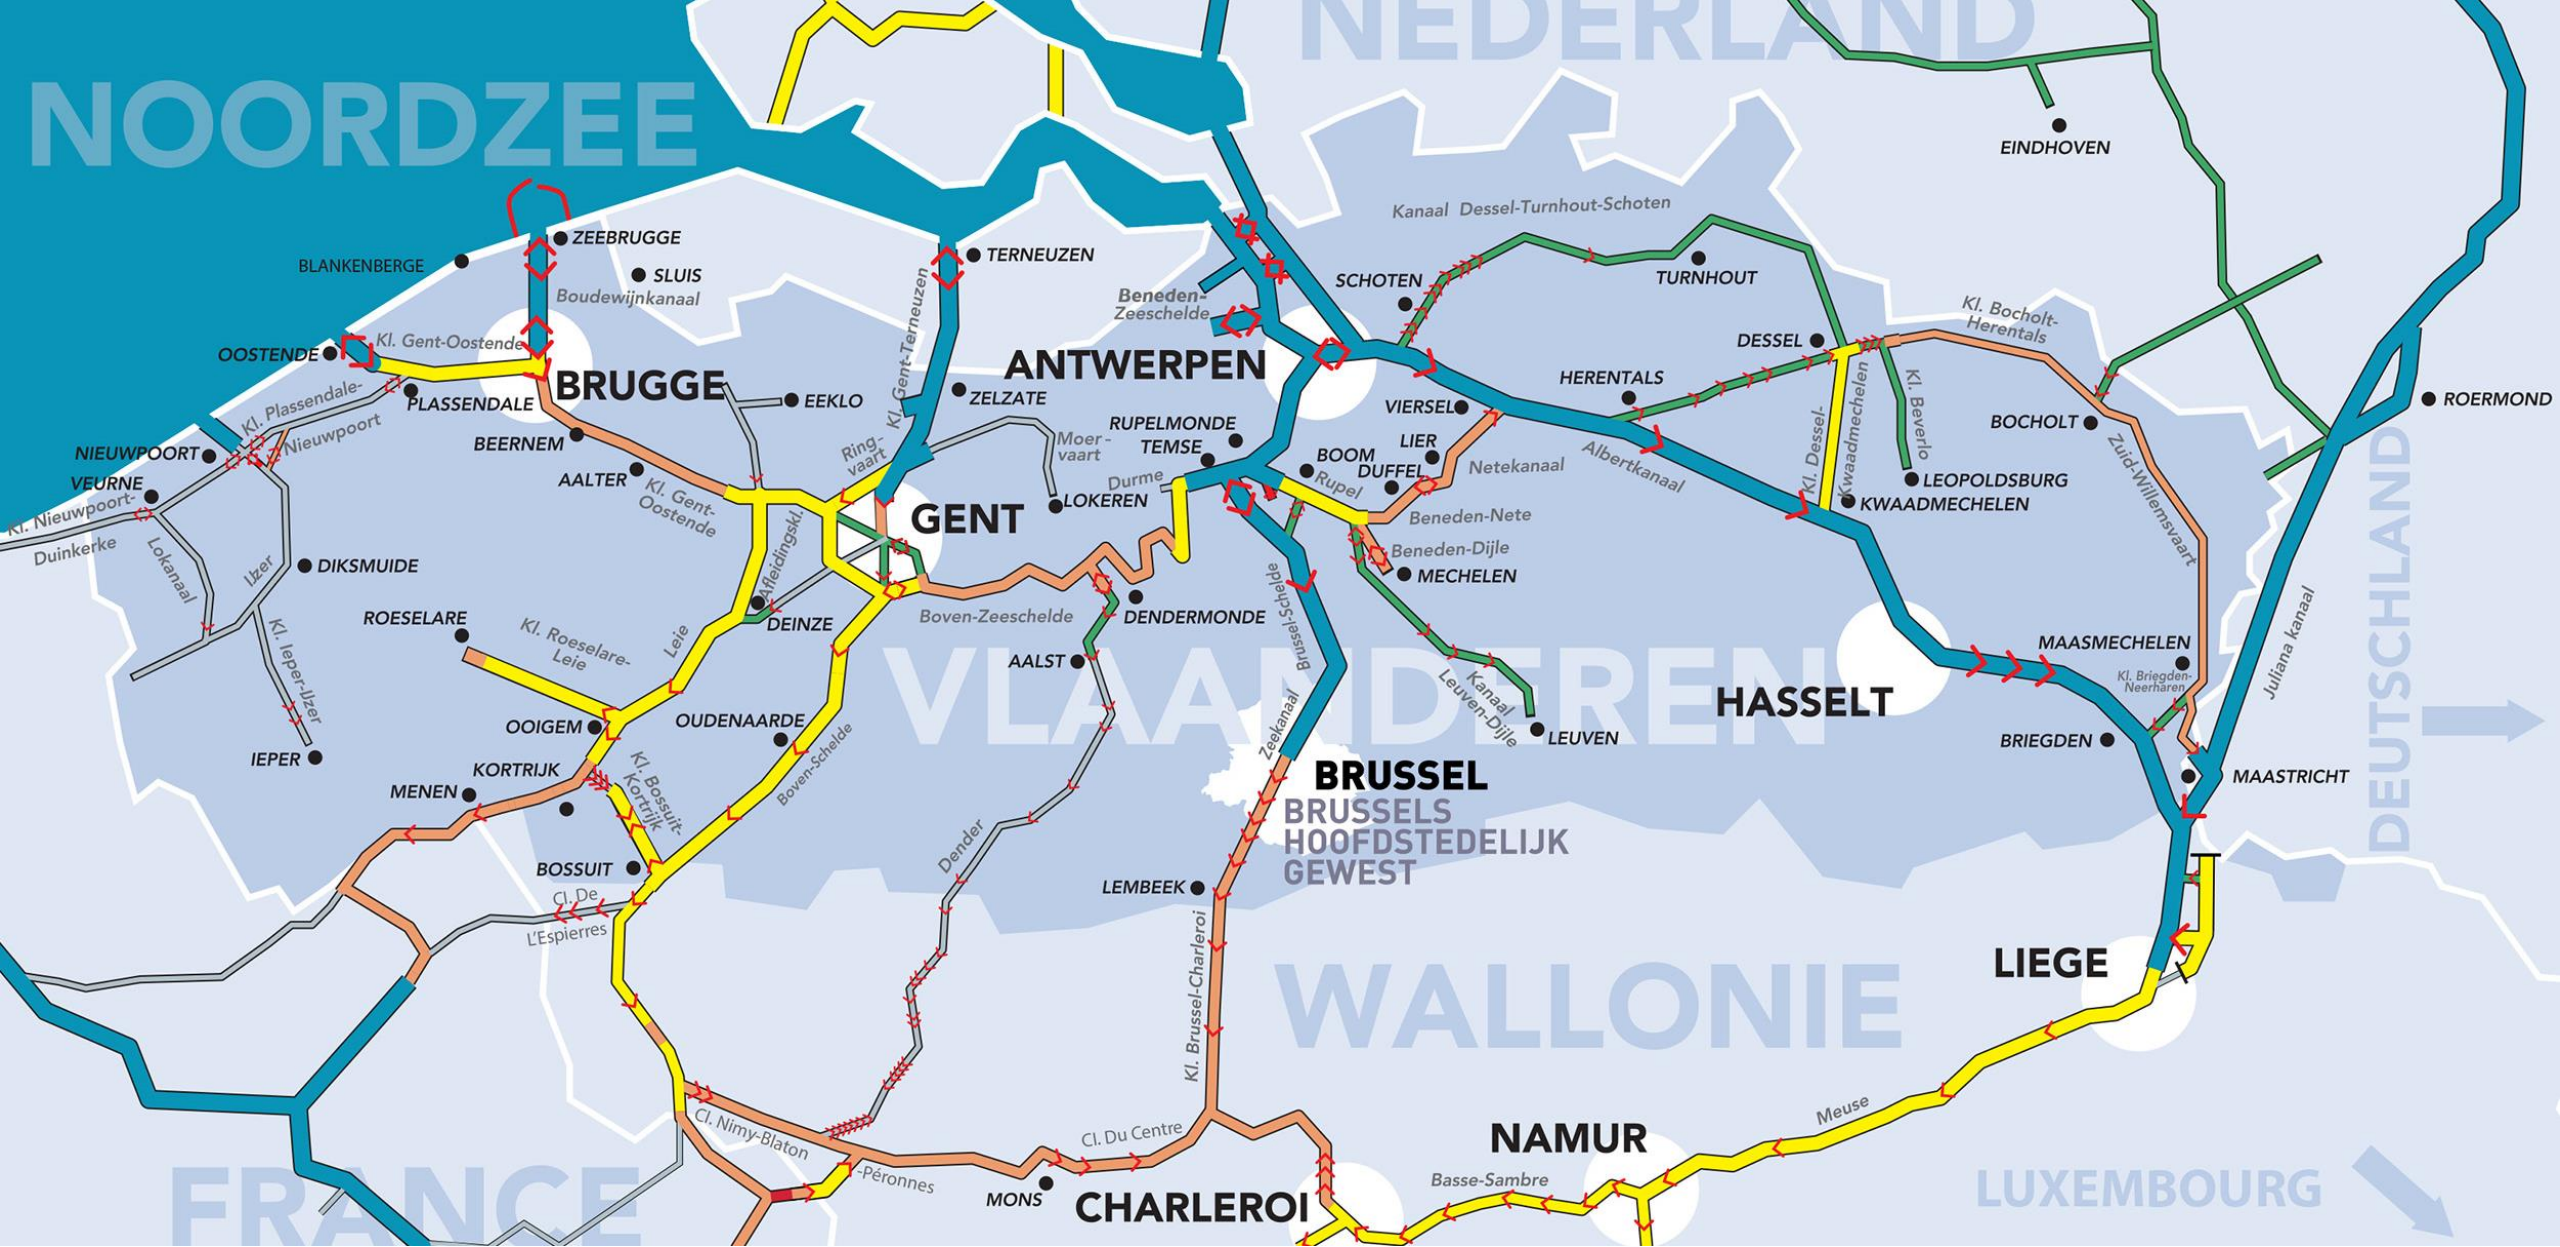 NEDERLAND
NOORDZEE
EINDHOVEN
Kanaal Dessel-Turnhout-Schoten
ZEEBRUGGE
BLANKENBERGE
SLUIS
TERNEUZEN
Boudewijnkanaal
SCHOTEN
TURNHOUT
Beneden-
Zeeschelde
Kl. Bocholt-
Herentals
OOSTENDE
Kl. Gent-Oostende
Kl. Gent-Terneuzen
ANTWERPEN
DESSEL
HERENTALS
BRUGGE
EEKLO
ZELZATE
Kl. Plassendale-
Nieuwpoort
PLASSENDALE
VIERSEL
Kl. Dessel-
Kwaadmechelen
Kl. Beverlo
ROERMOND
BOCHOLT
BEERNEM
RUPELMONDE
TEMSE
LIER
Moer-
vaart
Ring-
vaart
NIEUWPOORT
BOOM
DUFFEL
Netekanaal
Albertkanaal
VEURNE
AALTER
Durme
Rupel
LEOPOLDSBURG
LOKEREN
KWAADMECHELEN
Kl. Gent-
Oostende
GENT
Beneden-Nete
Kl. Nieuwpoort-
Duinkerke
Beneden-Dijle
MECHELEN
Zuid-Willemsvaart
Lokanaal
IJzer
DIKSMUIDE
Afleidingskl.
Brussel-Schelde
Zeekanaal
DEUTSCHLAND
Juliana kanaal
ROESELARE
DEINZE
Boven-Zeeschelde
DENDERMONDE
Kl. Roeselare-
Leie
Leie
Kl. Ieper-IJzer
AALST
VLAANDEREN
Kanaal
Leuven-Dijle
LEUVEN
HASSELT
MAASMECHELEN
Kl. Briegden-
Neerharen
OOIGEM
OUDENAARDE
BRIEGDEN
IEPER
KORTRIJK
Kl. Bossuit-
Kortrijk
Boven-Schelde
MENEN
BRUSSEL
BRUSSELS
HOOFDSTEDELIJK
GEWEST
MAASTRICHT
BOSSUIT
Dender
LEMBEEK
Cl. De
L'Espierres
Kl. Brussel-Charleroi
WALLONIE
LIEGE
Cl. Nimy-Blaton
-Péronnes
Cl. Du Centre
Meuse
NAMUR
Basse-Sambre
MONS
CHARLEROI
FRANCE
LUXEMBOURG